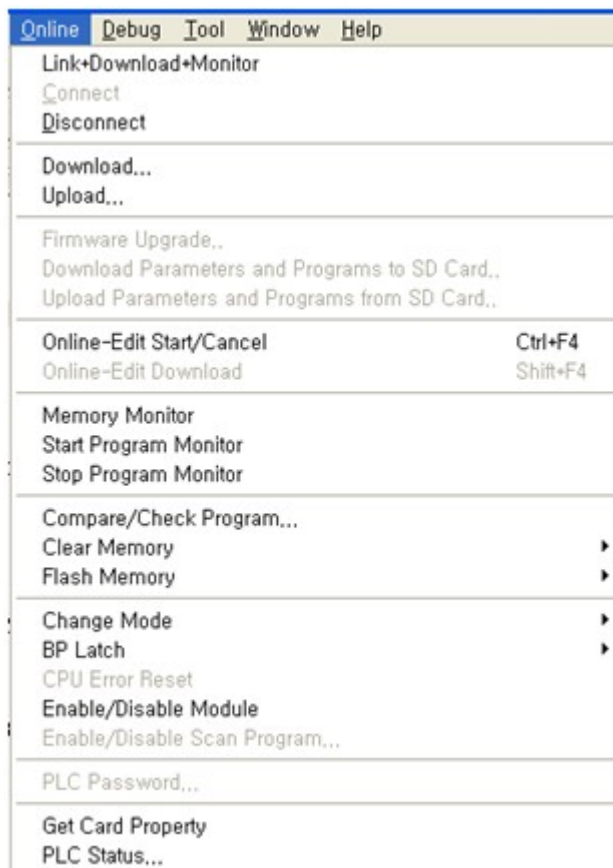 Online Debug Tool Window Help
Link+Download+Monitor
Connect
Disconnect
Download...
Upload...
Firmware Upgrade..
Download Parameters and Programs to SD Card..
Upload Parameters and Programs from SD Card..
Online-Edit Start/Cancel Ctrl+F4
Online-Edit Download Shift+F4
Memory Monitor
Start Program Monitor
Stop Program Monitor
Compare/Check Program...
Clear Memory
Flash Memory
Change Mode
BP Latch
CPU Error Reset
Enable/Disable Module
Enable/Disable Scan Program...
PLC Password...
Get Card Property
PLC Status...